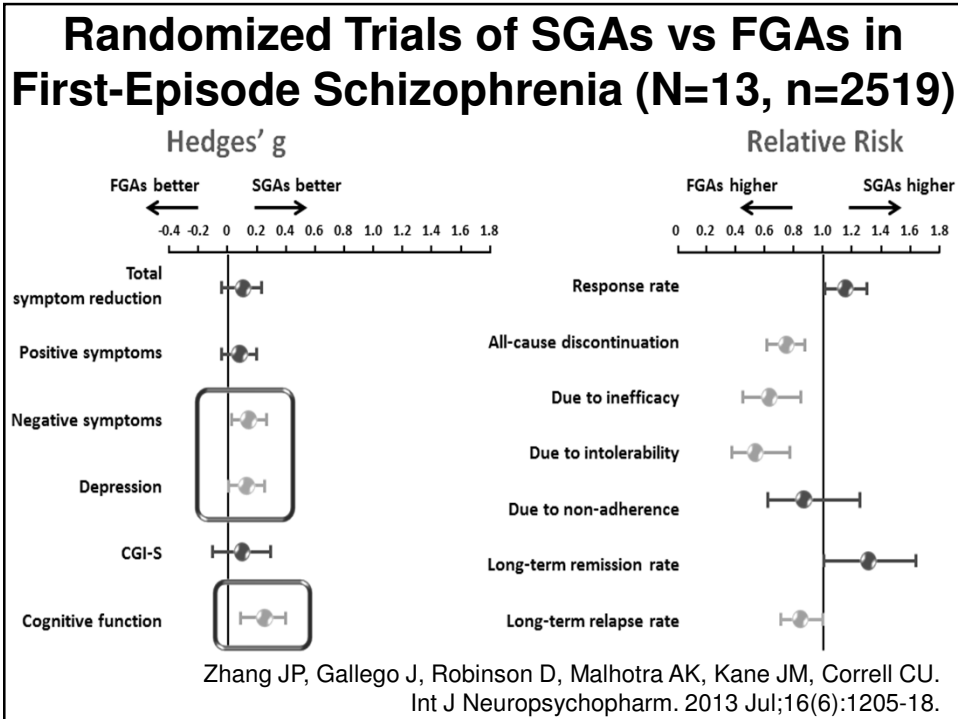 Randomized Trials of SGAs vs FGAs in
First-Episode Schizophrenia (N=13, n=2519)
Hedges' g
FGAs better SGAs better
-0.4 -0.2 0 0.2 0.4 0.6 0.8 1.0 1.2 1.4 1.6 1.8
Total
symptom reduction
Positive symptoms
Negative symptoms
Depression
CGI-S
Cognitive function
Relative Risk
FGAs higher SGAs higher
0 0.2 0.4 0.6 0.8 1.0 1.2 1.4 1.6 1.8
Response rate
All-cause discontinuation
Due to inefficacy
Due to intolerability
Due to non-adherence
Long-term remission rate
Long-term relapse rate
Zhang JP, Gallego J, Robinson D, Malhotra AK, Kane JM, Correll CU.
Int J Neuropsychopharm. 2013 Jul;16(6):1205-18.